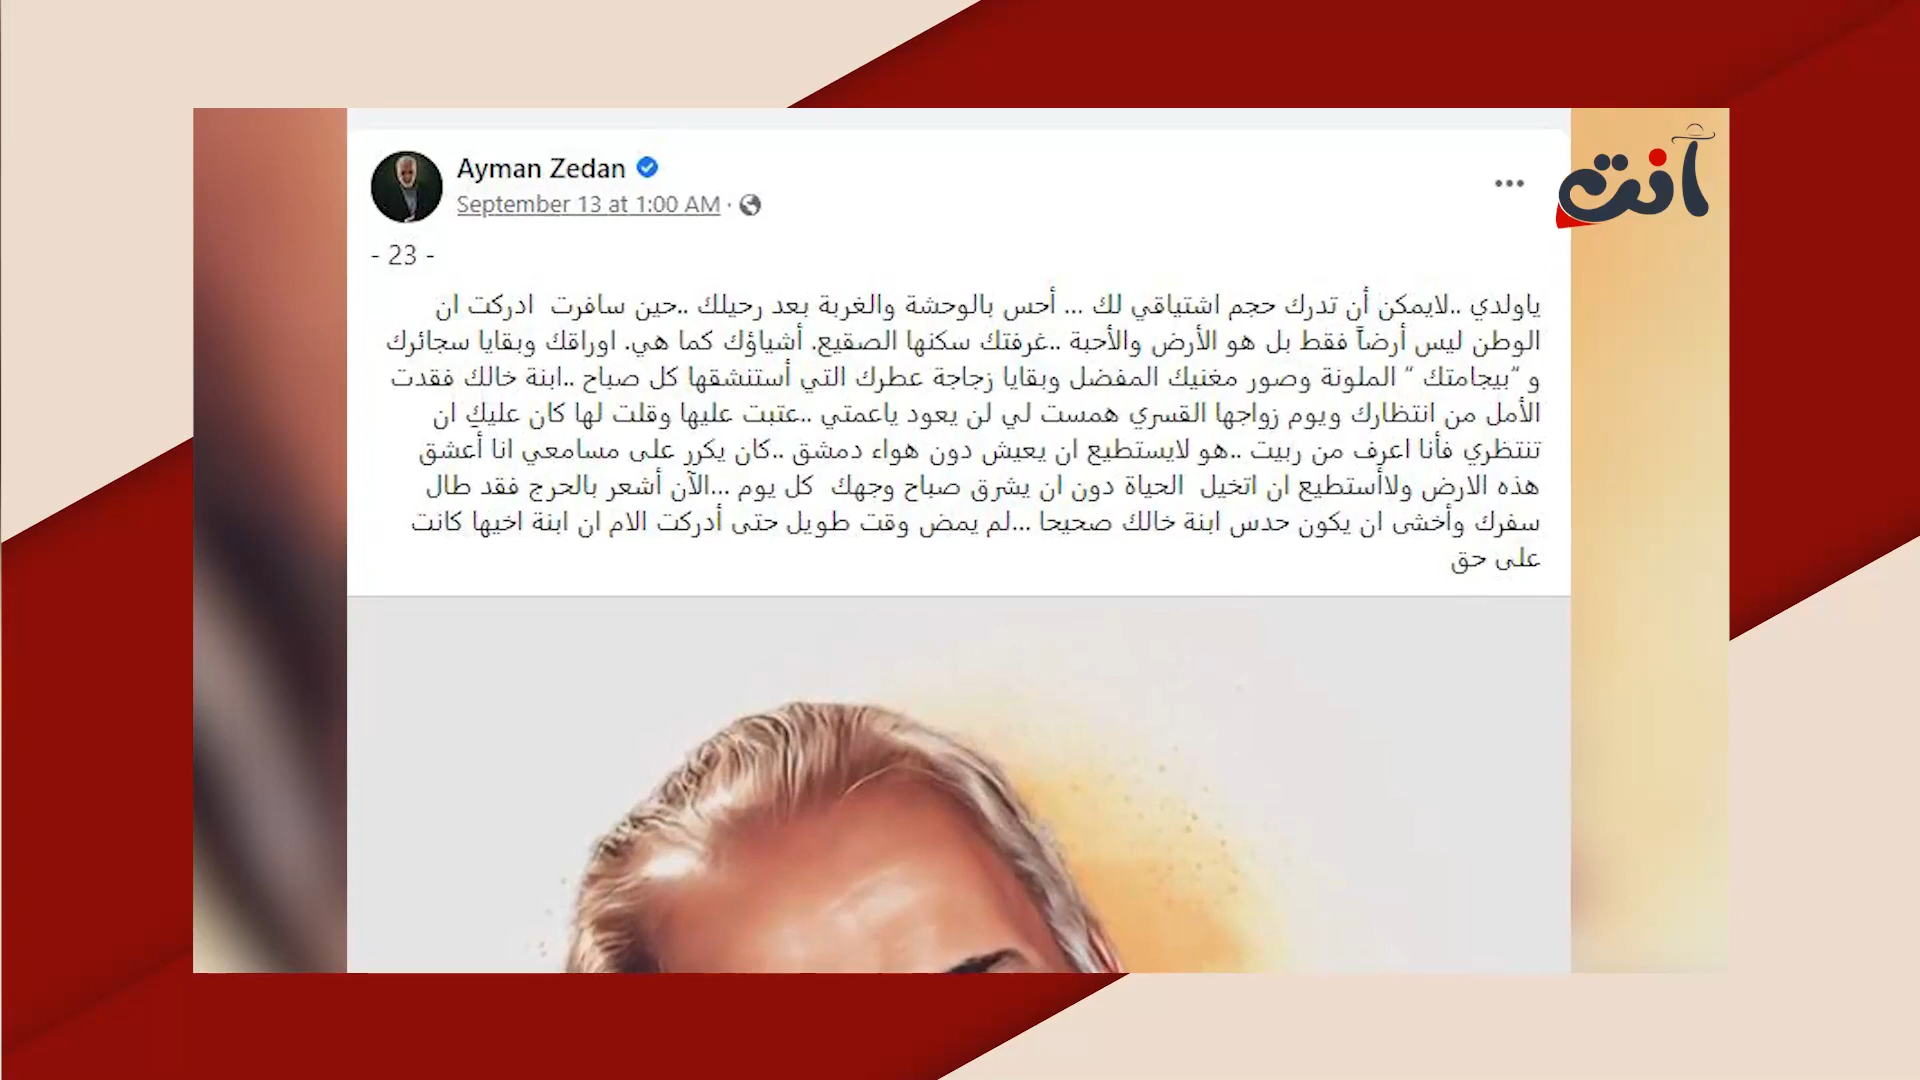 Ayman Zedan
September 13 at 1:00 AM ·
- 23 -
ياولدي ..لايمكن أن تدرك حجم اشتياقي لك ... أحس بالوحشة والغربة بعد رحيلك ..حين سافرت ادركت ان
الوطن ليس أرضاً فقط بل هو الأرض والأحبة ..غرفتك سكنها الصقيع. أشياؤك كما هي. اوراقك وبقايا سجائرك
و “بيجامتك “ الملونة وصور مغنيك المفضل وبقايا زجاجة عطرك التي أستنشقها كل صباح ..ابنة خالك فقدت
الأمل من انتظارك ويوم زواجها القسري همست لي لن يعود ياعمتي ..عتبت عليها وقلت لها كان عليكِ ان
تنتظري فأنا اعرف من ربيت ..هو لايستطيع ان يعيش دون هواء دمشق ..كان يكرر على مسامعي انا أعشق
هذه الارض ولاأستطيع ان اتخيل الحياة دون ان يشرق صباح وجهك كل يوم ...الآن أشعر بالحرج فقد طال
سفرك وأخشى ان يكون حدس ابنة خالك صحيحا ...لم يمض وقت طويل حتى أدركت الام ان ابنة اخيها كانت
على حق
أنت